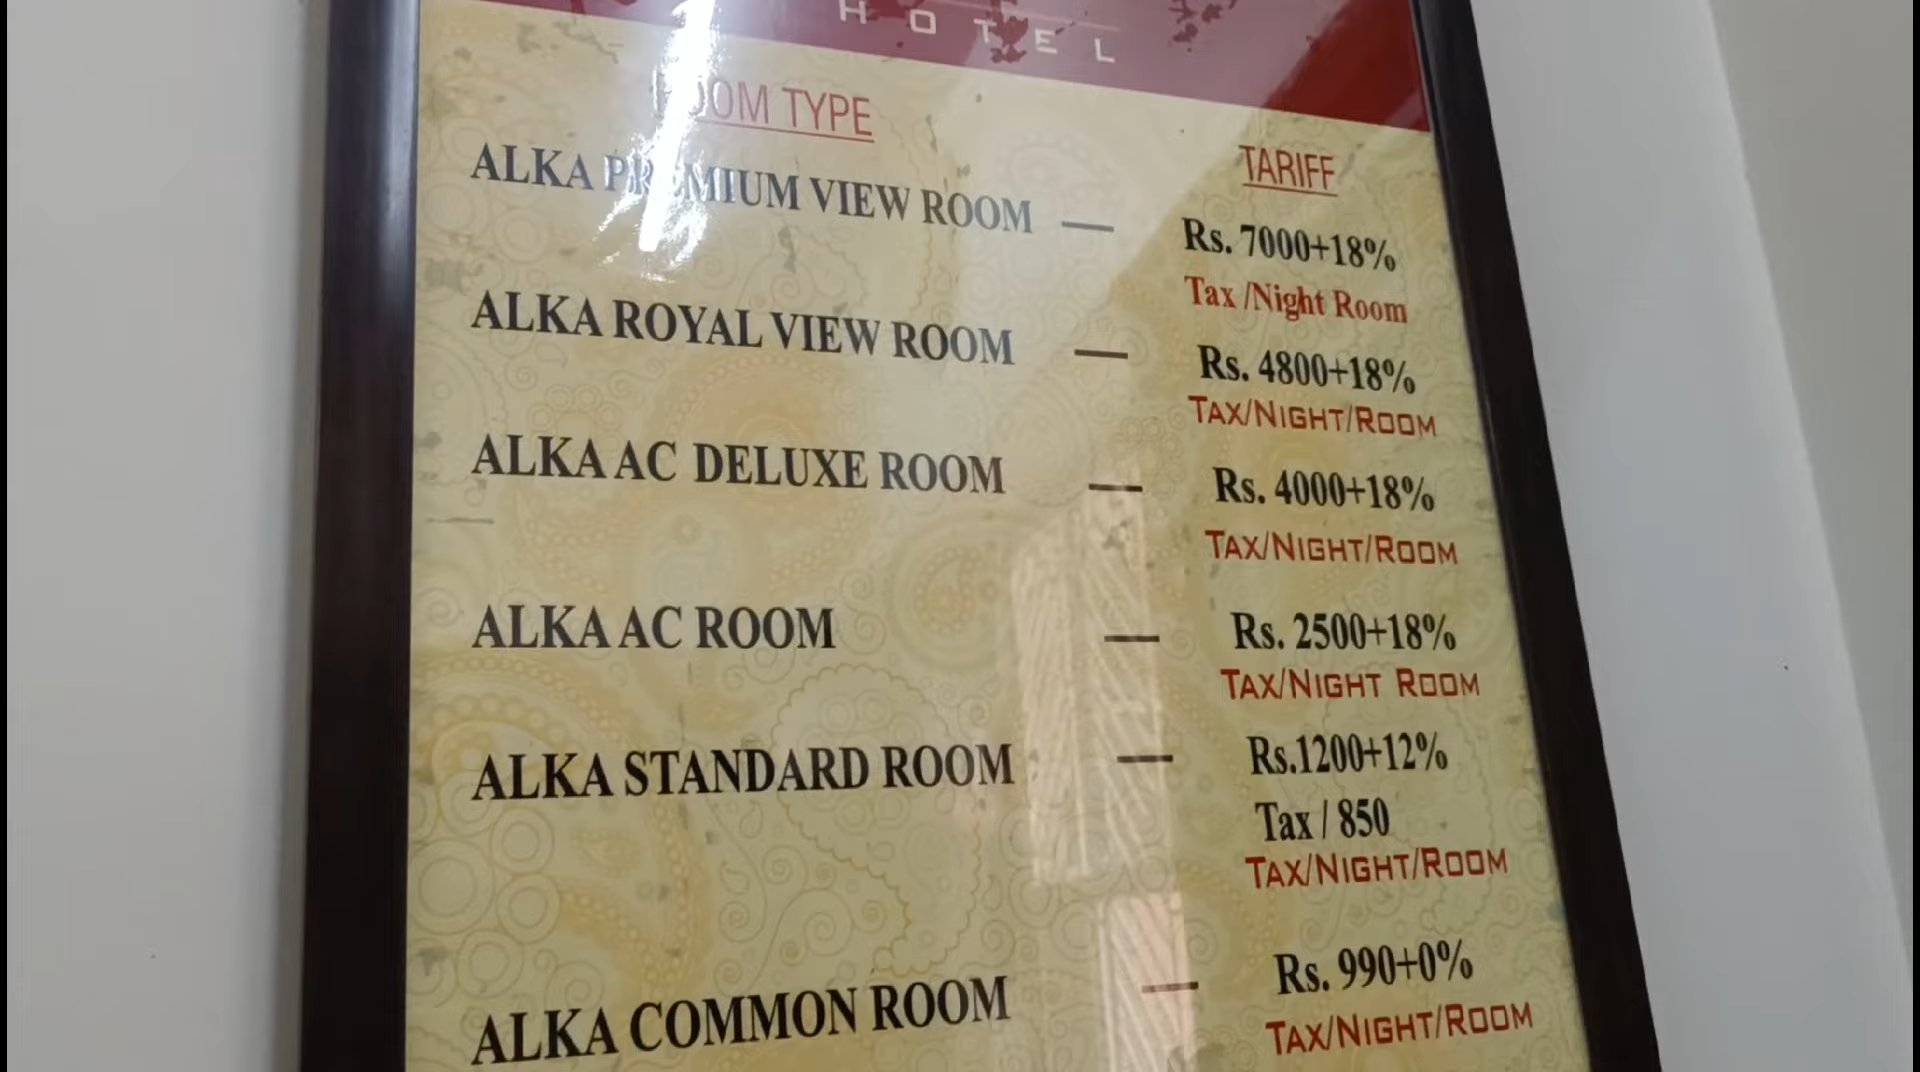 HOTEL
ROOM TYPE
TARIFF
ALKA PREMIUM VIEW ROOM — Rs. 7000+18%
Tax /Night Room
ALKA ROYAL VIEW ROOM — Rs. 4800+18%
TAX/NIGHT/ROOM
ALKA AC DELUXE ROOM — Rs. 4000+18%
TAX/NIGHT/ROOM
ALKA AC ROOM — Rs. 2500+18%
TAX/NIGHT ROOM
ALKA STANDARD ROOM — Rs.1200+12%
Tax / 850
TAX/NIGHT/ROOM
ALKA COMMON ROOM — Rs. 990+0%
TAX/NIGHT/ROOM